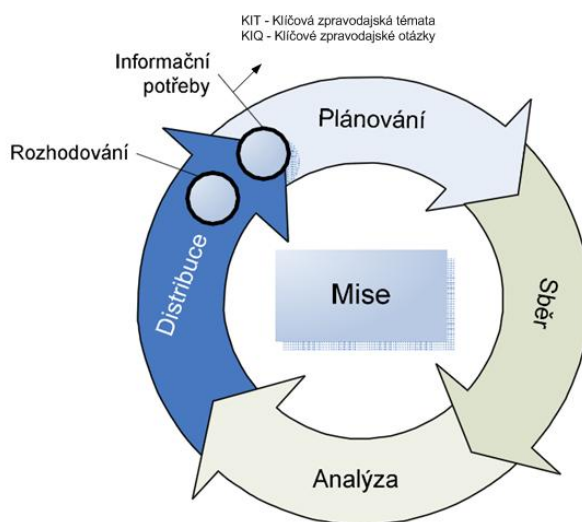 KIT - Klíčová zpravodajská témata
KIQ - Klíčové zpravodajské otázky
Informační
potřeby
Plánování
Rozhodování
Distribuce
Mise
Sběr
Analýza